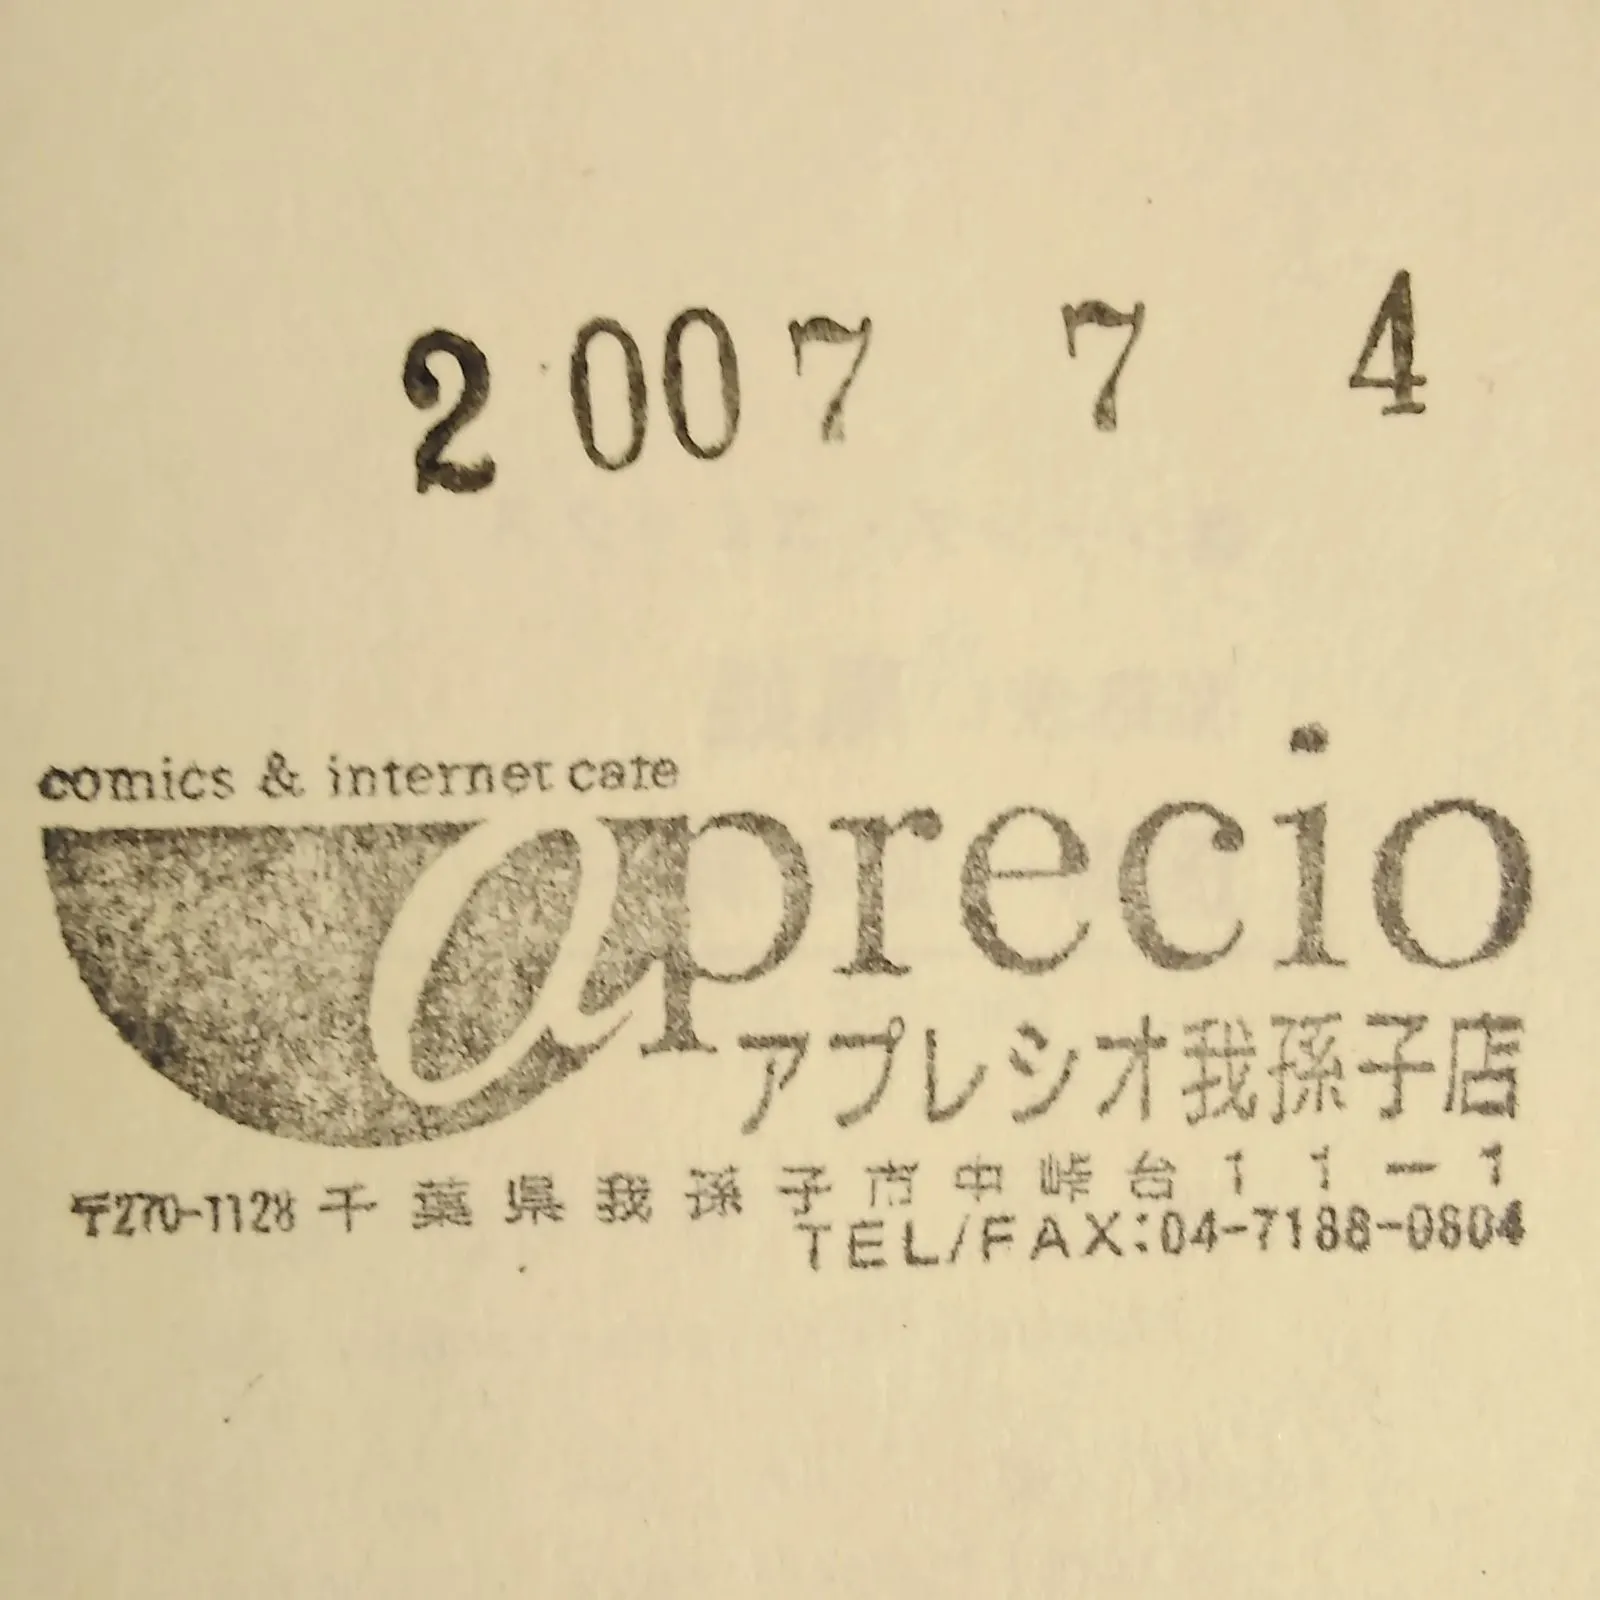 2007 7 4
comics & internet cafe
aprecio
アプレシオ我孫子店
〒270-1128 千葉県我孫子市中峠台11-1
TEL/FAX:04-7188-0804